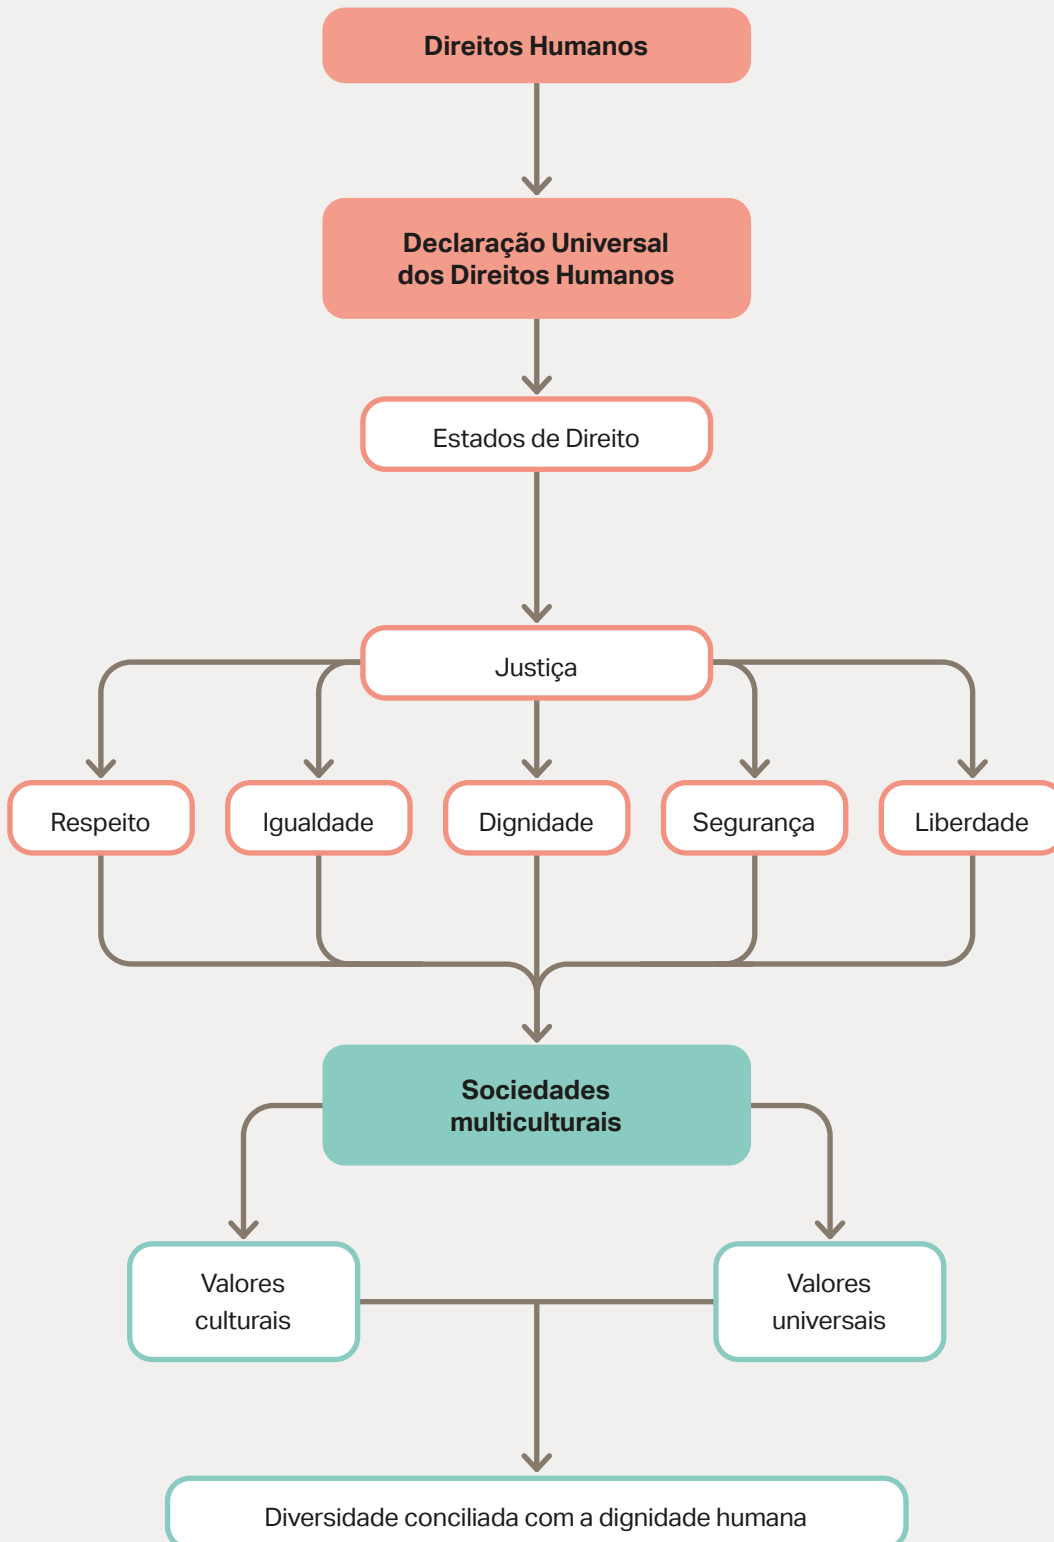 Direitos Humanos
Declaração Universal
dos Direitos Humanos
Estados de Direito
Justiça
Respeito
Igualdade
Dignidade
Segurança
Liberdade
Sociedades
multiculturais
Valores
culturais
Valores
universais
Diversidade conciliada com a dignidade humana